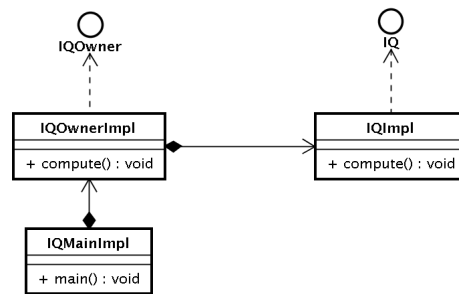 IQOwner
IQ
IQOwnerImpl
+ compute() : void
IQImpl
+ compute() : void
IQMainImpl
+ main() : void